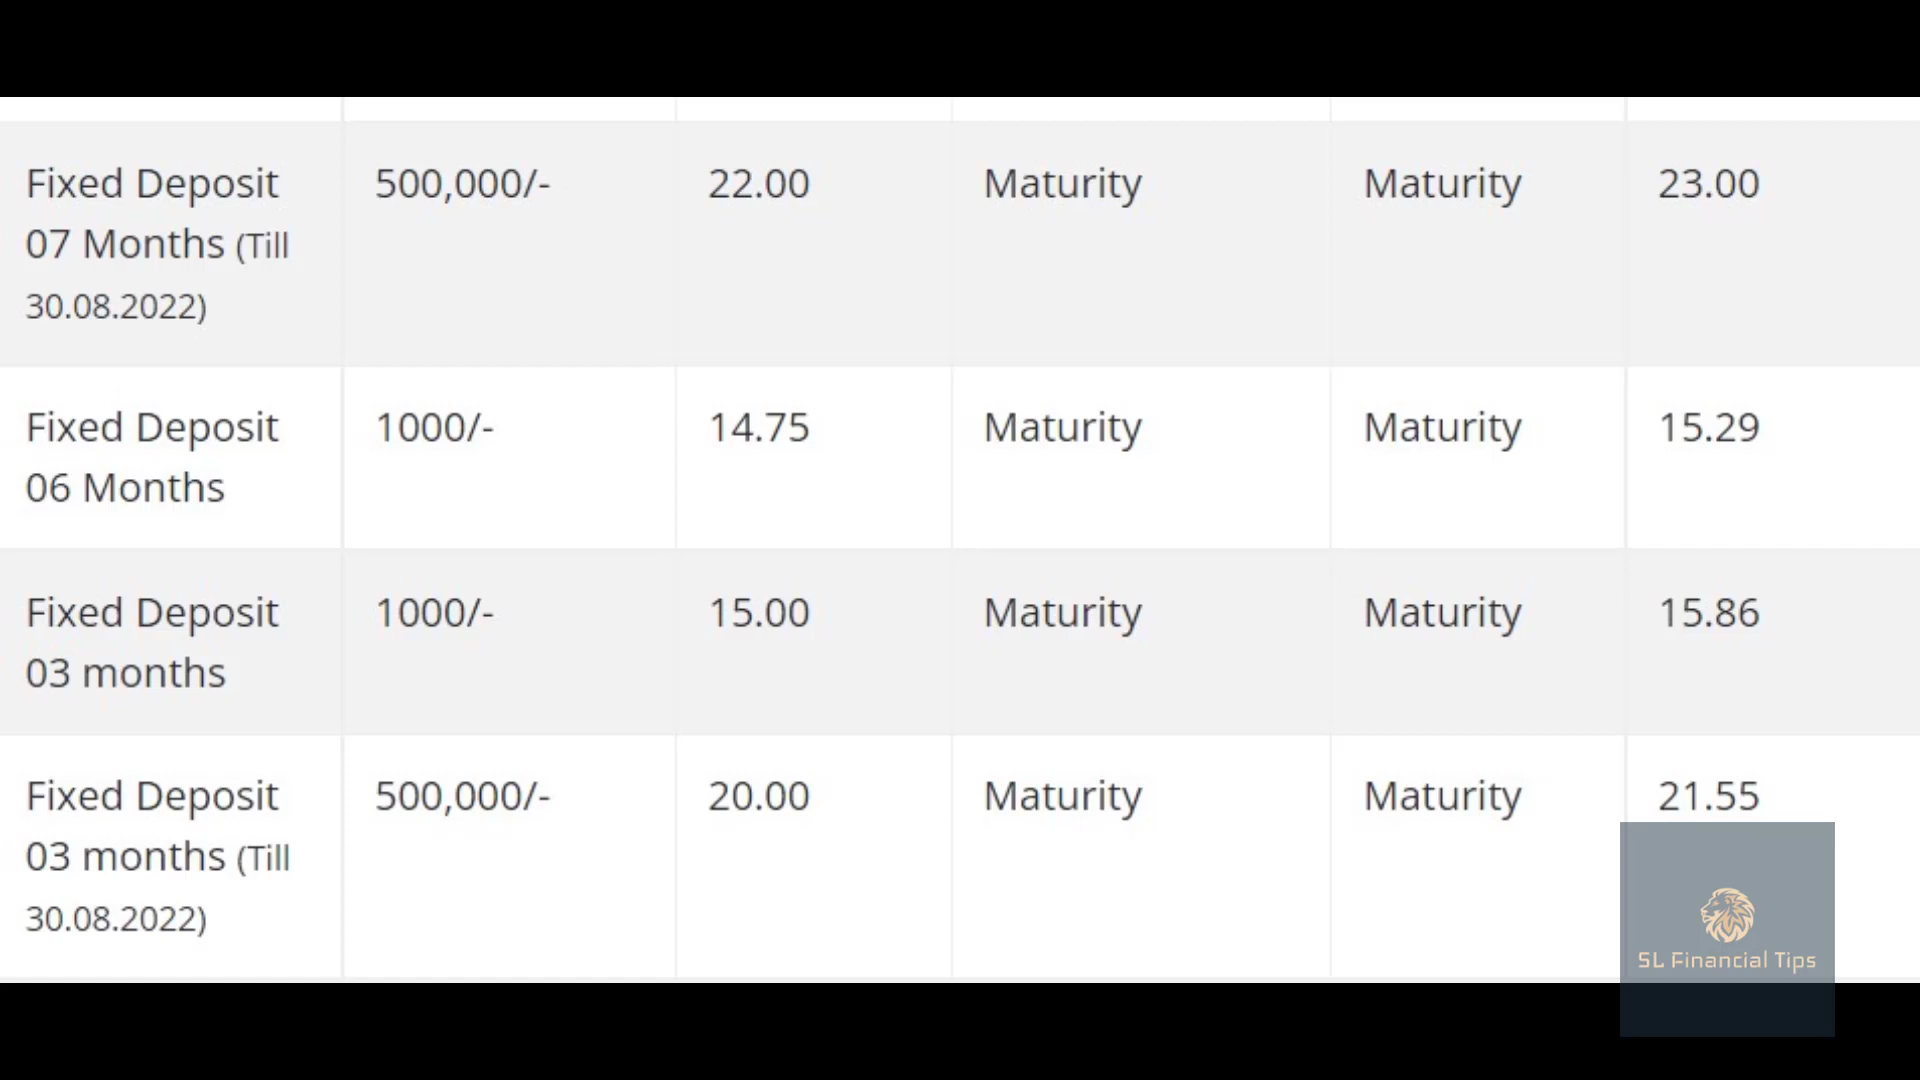 Fixed Deposit 500,000/- 22.00 Maturity Maturity 23.00
07 Months (Till
30.08.2022)
Fixed Deposit 1000/- 14.75 Maturity Maturity 15.29
06 Months
Fixed Deposit 1000/- 15.00 Maturity Maturity 15.86
03 months
Fixed Deposit 500,000/- 20.00 Maturity Maturity 21.55
03 months (Till
30.08.2022)
SL Financial Tips